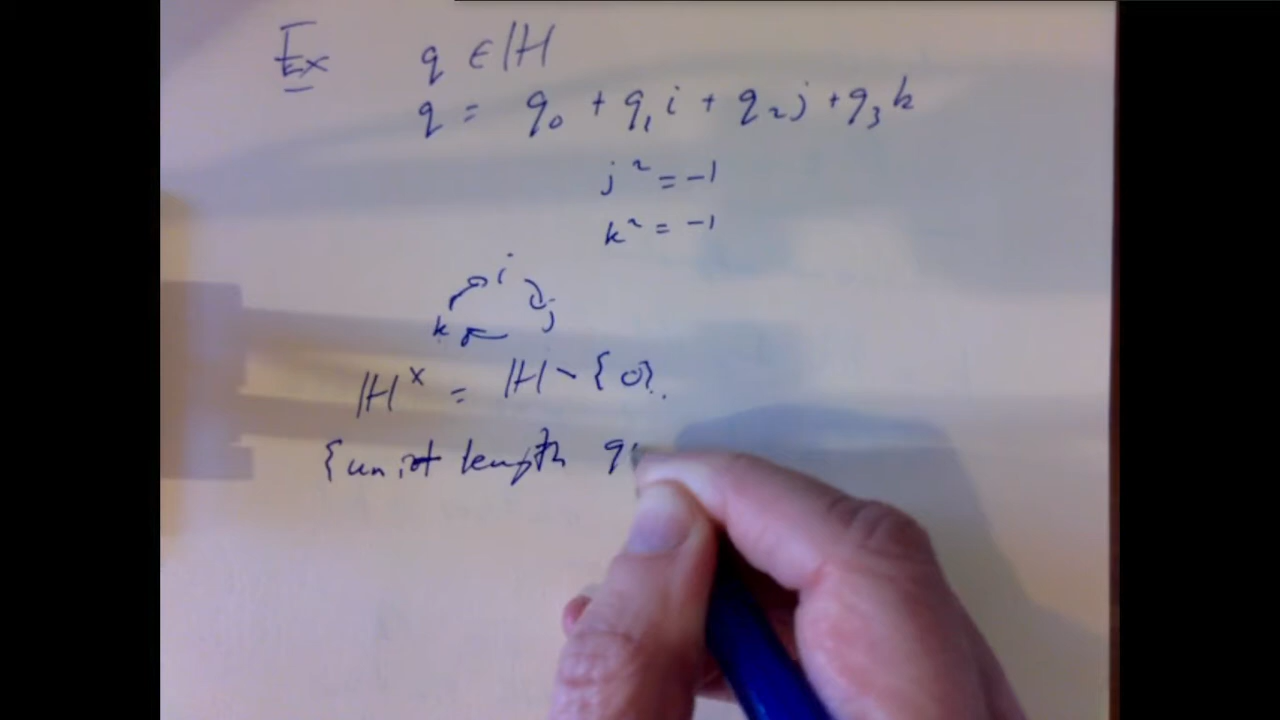 Ex q ∈ ℍ
q = q₀ + q₁i + q₂j + q₃k
j² = -1
k² = -1
i
k j
ℍˣ = ℍ - {0}.
{unit length q